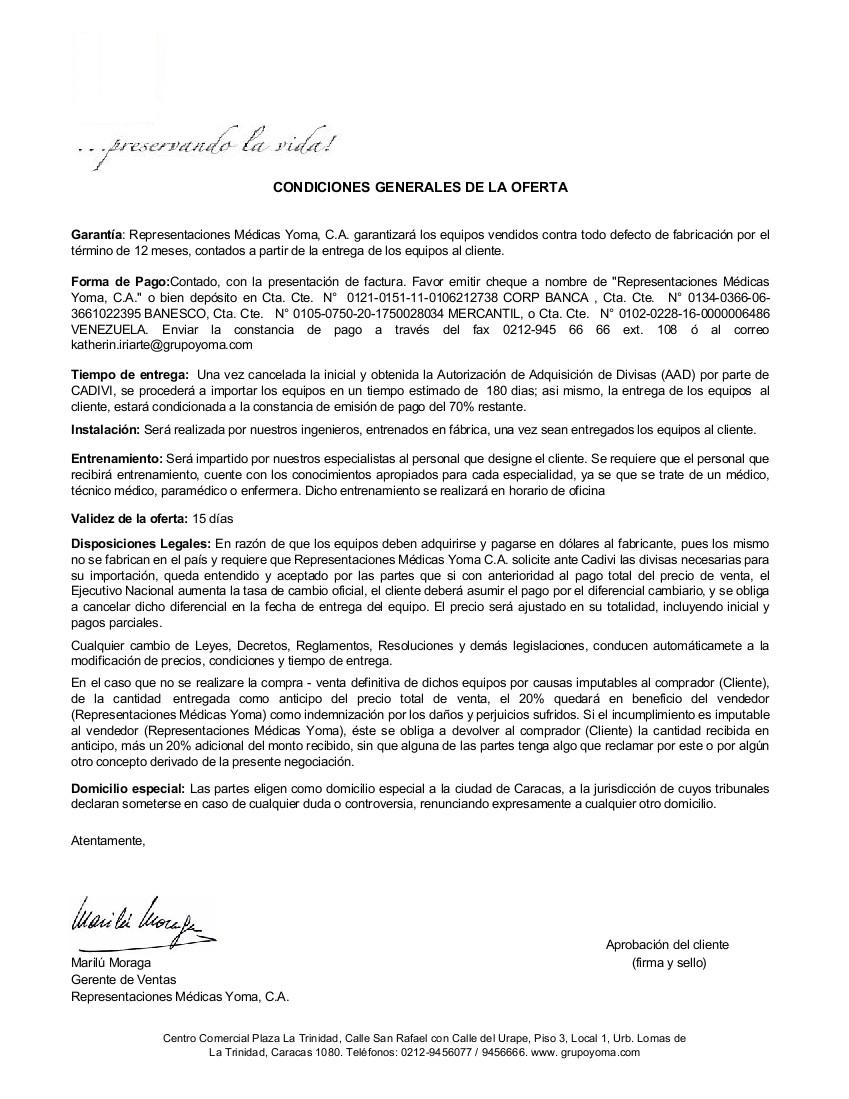 ...preservando la vida!
CONDICIONES GENERALES DE LA OFERTA
Garantía: Representaciones Médicas Yoma, C.A. garantizará los equipos vendidos contra todo defecto de fabricación por el
término de 12 meses, contados a partir de la entrega de los equipos al cliente.
Forma de Pago:Contado, con la presentación de factura. Favor emitir cheque a nombre de "Representaciones Médicas
Yoma, C.A." o bien depósito en Cta. Cte. N° 0121-0151-11-0106212738 CORP BANCA , Cta. Cte. N° 0134-0366-06-
3661022395 BANESCO, Cta. Cte. N° 0105-0750-20-1750028034 MERCANTIL, o Cta. Cte. N° 0102-0228-16-0000006486
VENEZUELA. Enviar la constancia de pago a través del fax 0212-945 66 66 ext. 108 ó al correo
katherin.iriarte@grupoyoma.com
Tiempo de entrega: Una vez cancelada la inicial y obtenida la Autorización de Adquisición de Divisas (AAD) por parte de
CADIVI, se procederá a importar los equipos en un tiempo estimado de 180 dias; asi mismo, la entrega de los equipos al
cliente, estará condicionada a la constancia de emisión de pago del 70% restante.
Instalación: Será realizada por nuestros ingenieros, entrenados en fábrica, una vez sean entregados los equipos al cliente.
Entrenamiento: Será impartido por nuestros especialistas al personal que designe el cliente. Se requiere que el personal que
recibirá entrenamiento, cuente con los conocimientos apropiados para cada especialidad, ya se que se trate de un médico,
técnico médico, paramédico o enfermera. Dicho entrenamiento se realizará en horario de oficina
Validez de la oferta: 15 días
Disposiciones Legales: En razón de que los equipos deben adquirirse y pagarse en dólares al fabricante, pues los mismo
no se fabrican en el país y requiere que Representaciones Médicas Yoma C.A. solicite ante Cadivi las divisas necesarias para
su importación, queda entendido y aceptado por las partes que si con anterioridad al pago total del precio de venta, el
Ejecutivo Nacional aumenta la tasa de cambio oficial, el cliente deberá asumir el pago por el diferencial cambiario, y se obliga
a cancelar dicho diferencial en la fecha de entrega del equipo. El precio será ajustado en su totalidad, incluyendo inicial y
pagos parciales.
Cualquier cambio de Leyes, Decretos, Reglamentos, Resoluciones y demás legislaciones, conducen automáticamete a la
modificación de precios, condiciones y tiempo de entrega.
En el caso que no se realizare la compra - venta definitiva de dichos equipos por causas imputables al comprador (Cliente),
de la cantidad entregada como anticipo del precio total de venta, el 20% quedará en beneficio del vendedor
(Representaciones Médicas Yoma) como indemnización por los daños y perjuicios sufridos. Si el incumplimiento es imputable
al vendedor (Representaciones Médicas Yoma), éste se obliga a devolver al comprador (Cliente) la cantidad recibida en
anticipo, más un 20% adicional del monto recibido, sin que alguna de las partes tenga algo que reclamar por este o por algún
otro concepto derivado de la presente negociación.
Domicilio especial: Las partes eligen como domicilio especial a la ciudad de Caracas, a la jurisdicción de cuyos tribunales
declaran someterse en caso de cualquier duda o controversia, renunciando expresamente a cualquier otro domicilio.
Atentamente,
Marilú Moraga
Aprobación del cliente
Marilú Moraga
(firma y sello)
Gerente de Ventas
Representaciones Médicas Yoma, C.A.
Centro Comercial Plaza La Trinidad, Calle San Rafael con Calle del Urape, Piso 3, Local 1, Urb. Lomas de
La Trinidad, Caracas 1080. Teléfonos: 0212-9456077 / 9456666. www. grupoyoma.com